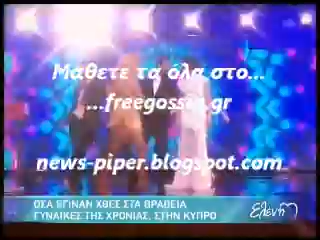 Μαθετε τα όλα στο...
...freegossip.gr
news-piper.blogspot.com
ΟΣΑ ΕΓΙΝΑΝ ΧΘΕΣ ΣΤΑ ΒΡΑΒΕΙΑ
ΓΥΝΑΙΚΕΣ ΤΗΣ ΧΡΟΝΙΑΣ, ΣΤΗΝ ΚΥΠΡΟ
Ελένη